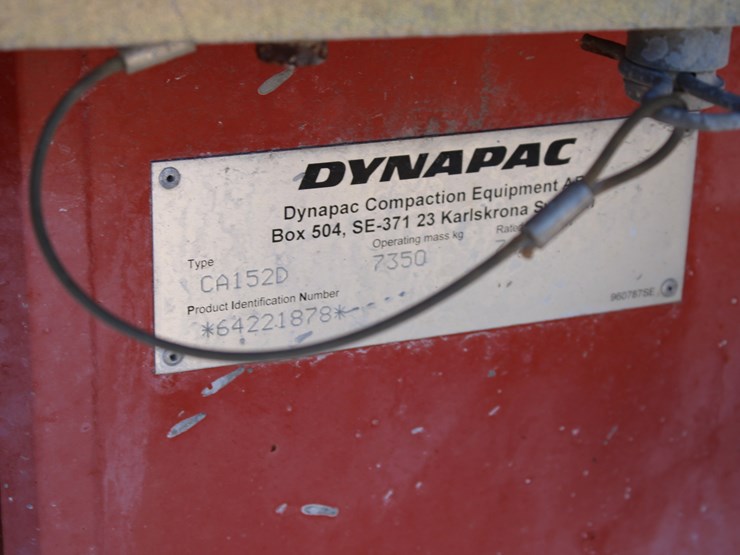 DYNAPAC
Dynapac Compaction Equipment
Box 504, SE-371 23 Karlskrona
Type
Operating mass kg
CA152D
7350
Product Identification Number
*64221878*
960787SE